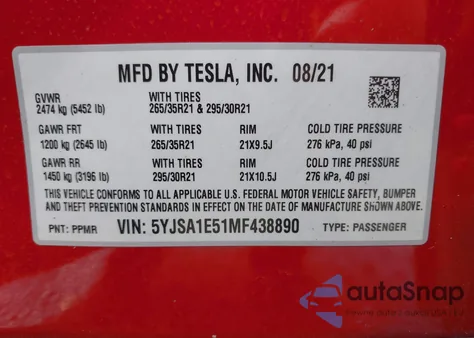 MFD BY TESLA, INC. 08/21
GVWR WITH TIRES
2474 kg (5452 lb) 265/35R21 & 295/30R21
GAWR FRT WITH TIRES RIM COLD TIRE PRESSURE
1200 kg (2645 lb) 265/35R21 21X9.5J 276 kPa, 40 psi
GAWR RR WITH TIRES RIM COLD TIRE PRESSURE
1450 kg (3196 lb) 295/30R21 21X10.5J 276 kPa, 40 psi
THIS VEHICLE CONFORMS TO ALL APPLICABLE U.S. FEDERAL MOTOR VEHICLE SAFETY, BUMPER
AND THEFT PREVENTION STANDARDS IN EFFECT ON THE DATE OF MANUFACTURE SHOWN ABOVE.
PNT: PPMR VIN: 5YJSA1E51MF438890 TYPE: PASSENGER
autoSnap